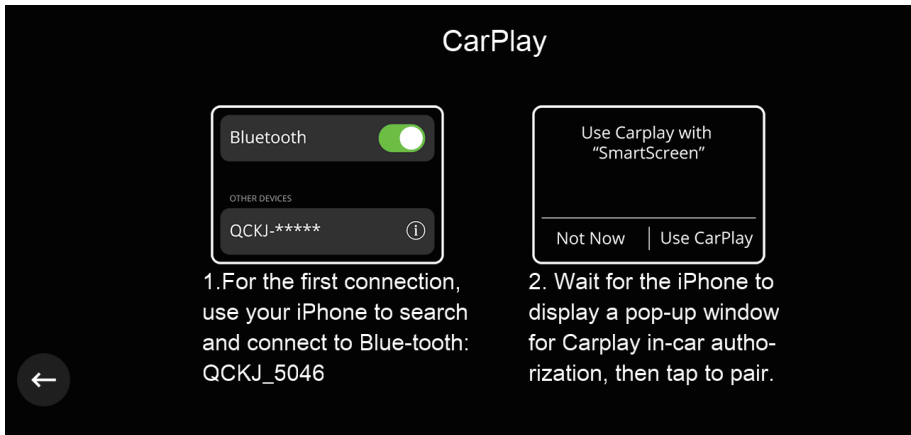 CarPlay
Bluetooth
OTHER DEVICES
QCKJ-*****
1.For the first connection,
use your iPhone to search
and connect to Blue-tooth:
QCKJ_5046
Use Carplay with
“SmartScreen”
Not Now
Use CarPlay
2. Wait for the iPhone to
display a pop-up window
for Carplay in-car autho-
rization, then tap to pair.